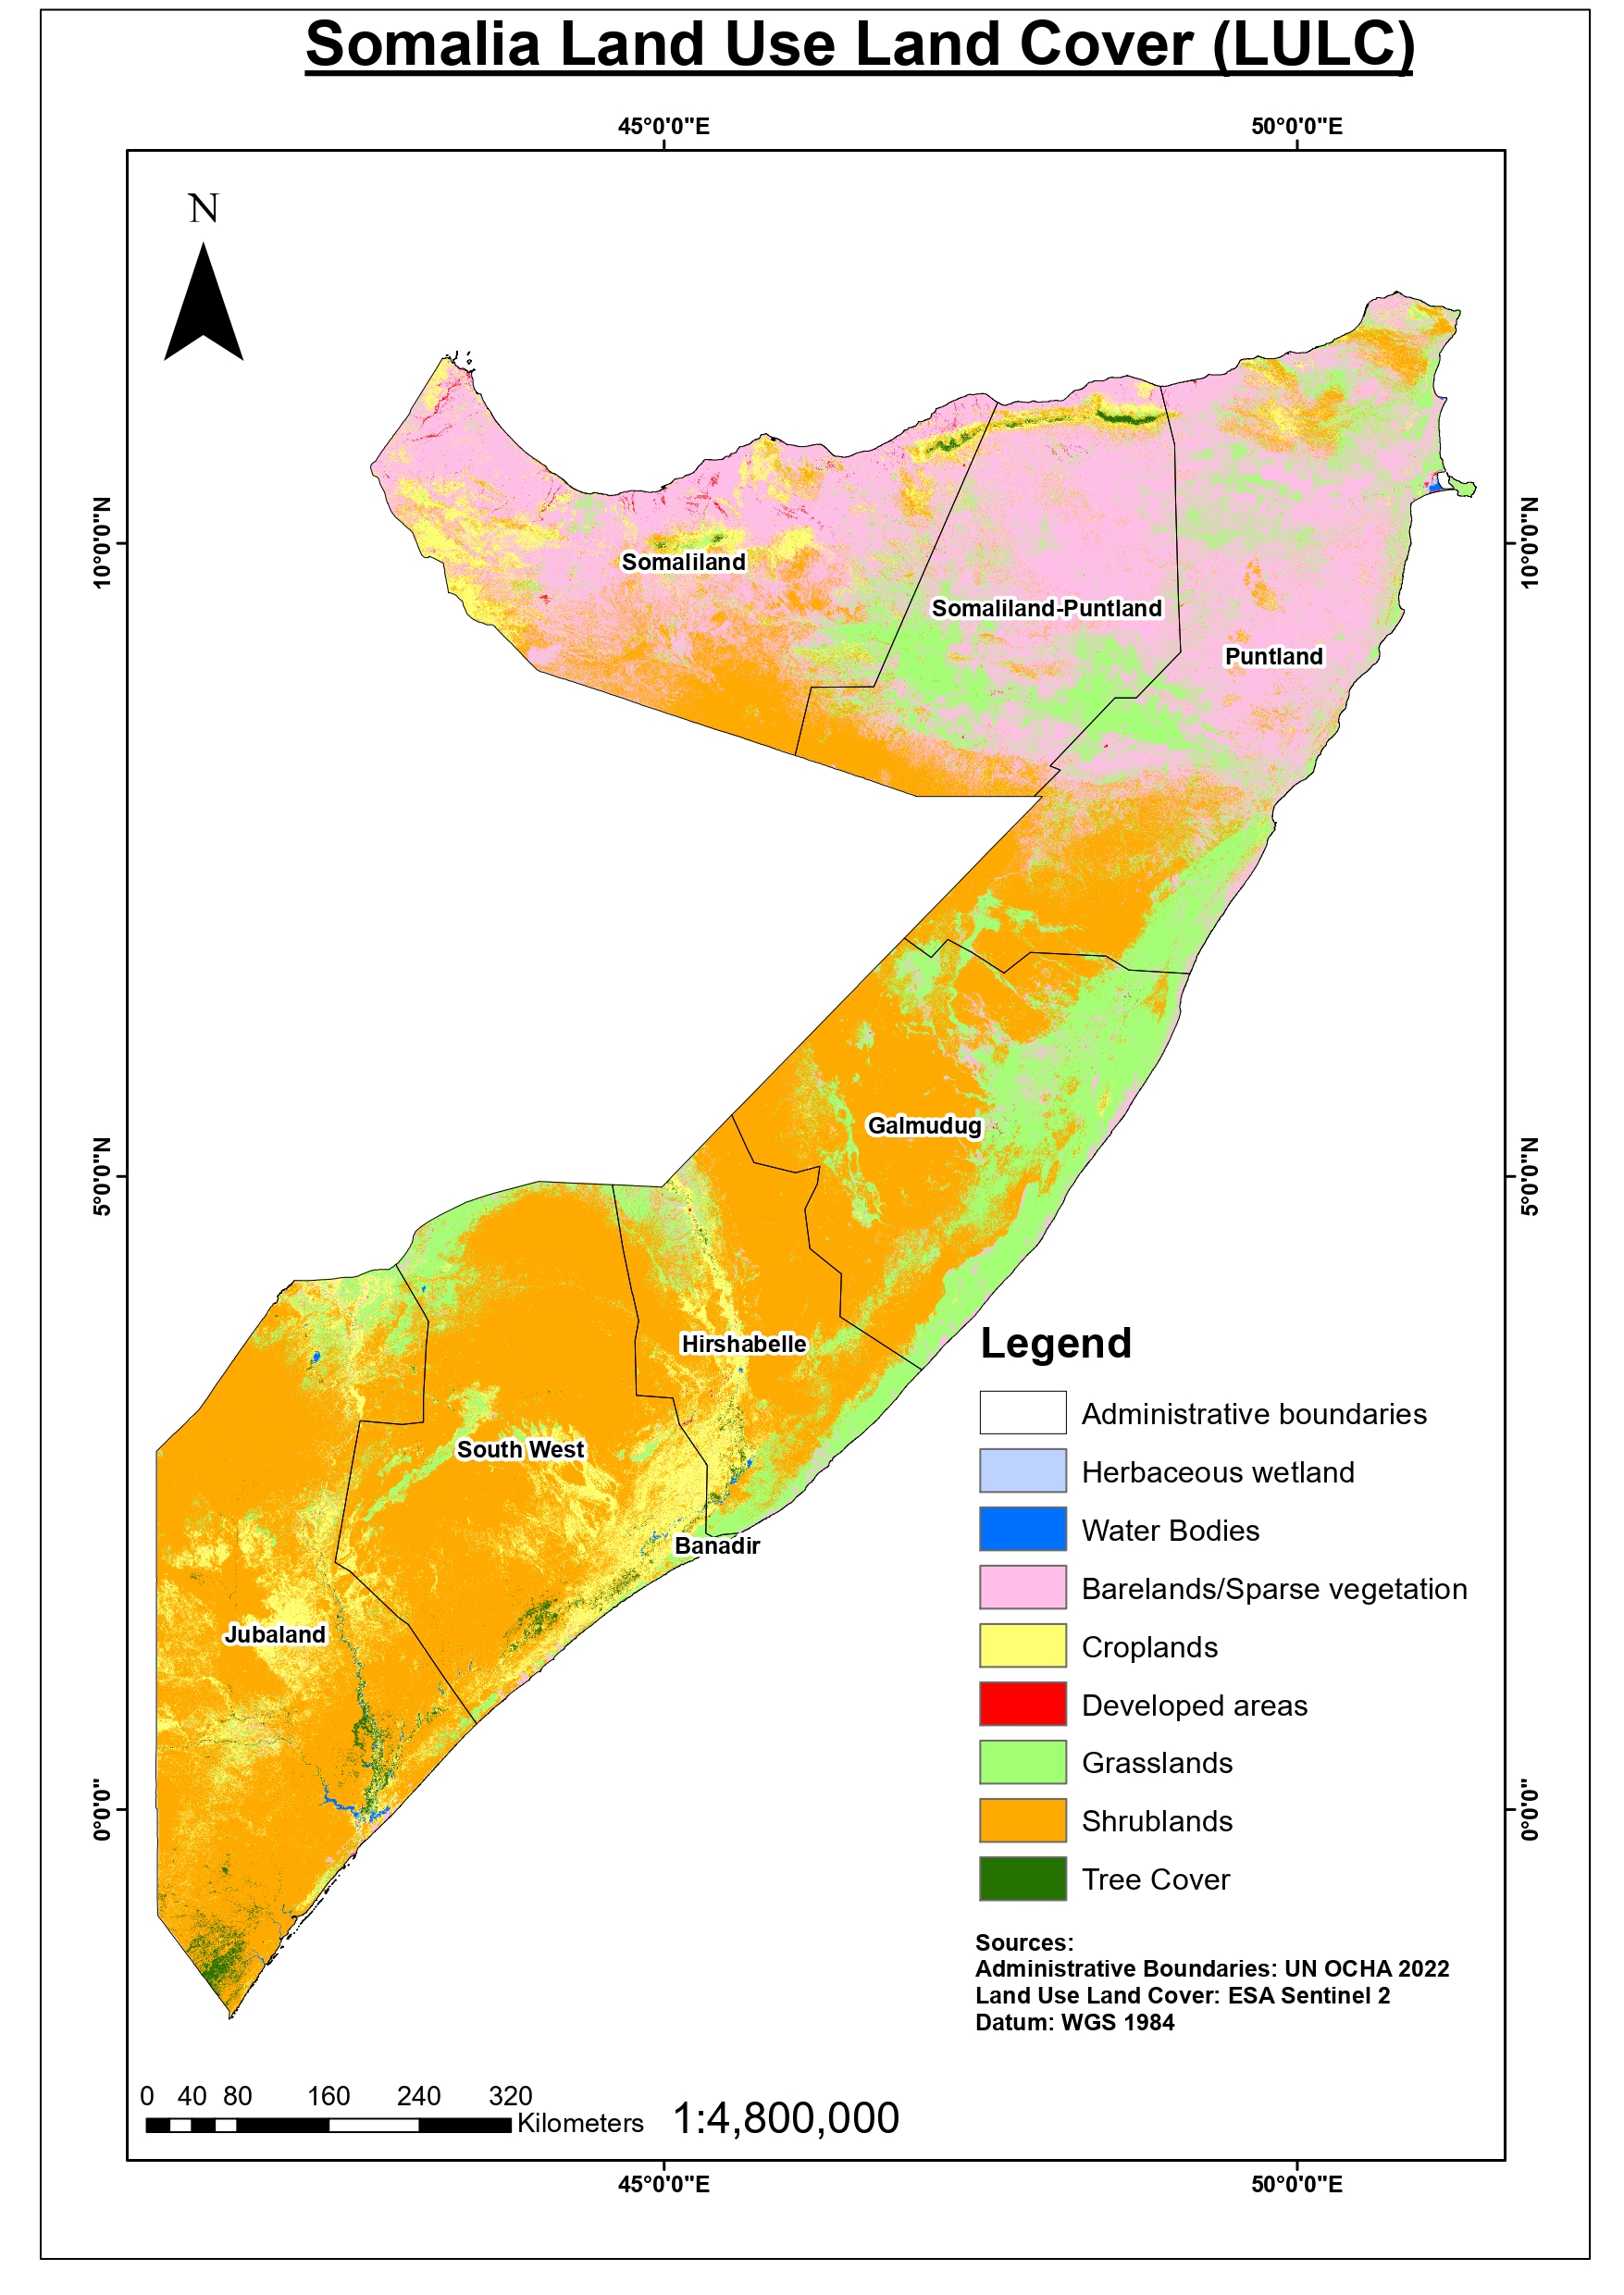 Somalia Land Use Land Cover (LULC)
45°0'0"E 50°0'0"E
N
10°0'0"N 10°0'0"N
Somaliland
Somaliland-Puntland
Puntland
5°0'0"N 5°0'0"N
Galmudug
Hirshabelle
South West
Banadir
Jubaland
0°0'0" 0°0'0"
Legend
Administrative boundaries
Herbaceous wetland
Water Bodies
Barelands/Sparse vegetation
Croplands
Developed areas
Grasslands
Shrublands
Tree Cover
Sources:
Administrative Boundaries: UN OCHA 2022
Land Use Land Cover: ESA Sentinel 2
Datum: WGS 1984
0 40 80 160 240 320
Kilometers 1:4,800,000
45°0'0"E 50°0'0"E